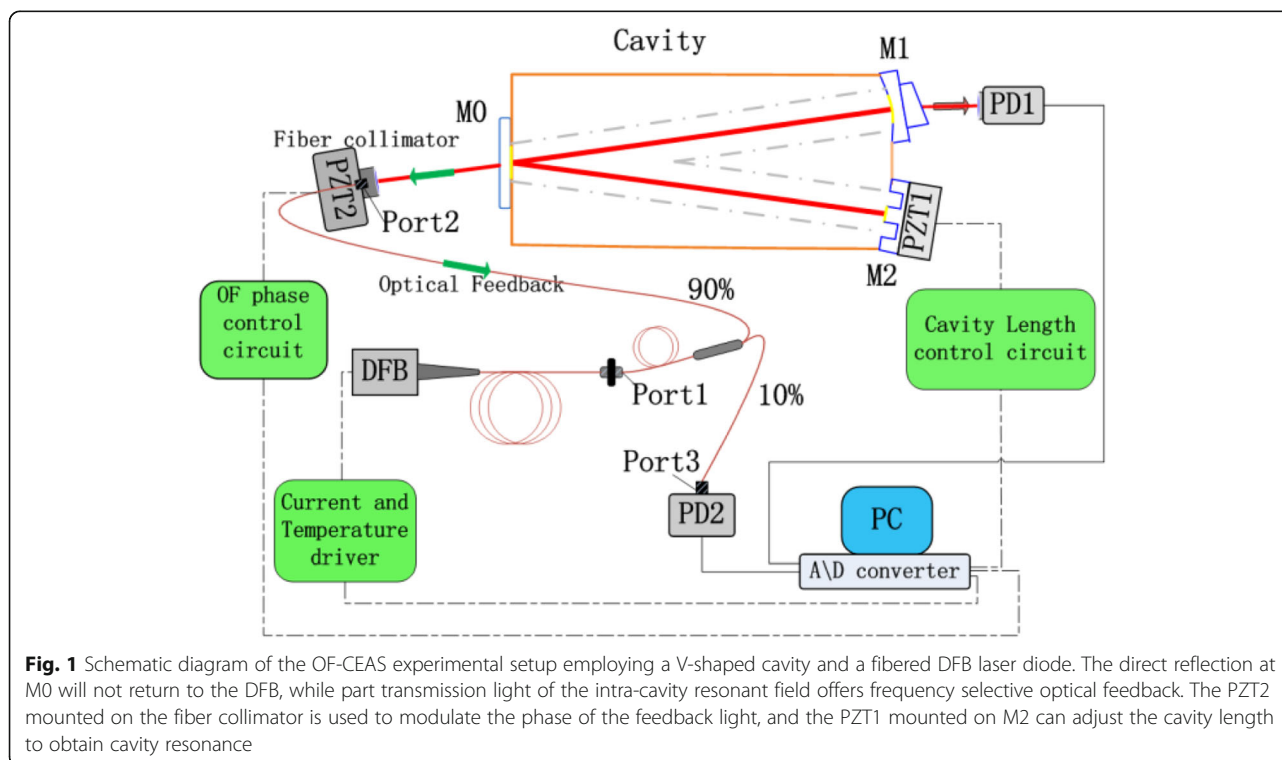 Cavity
M1
M0
PD1
Fiber collimator
PZT2
Port2
PZT1
M2
Optical Feedback
90%
OF phase
control
circuit
Cavity Length
control circuit
DFB
Port1
10%
Port3
Current and
Temperature
driver
PD2
PC
A\D converter
Fig. 1 Schematic diagram of the OF-CEAS experimental setup employing a V-shaped cavity and a fibered DFB laser diode. The direct reflection at
M0 will not return to the DFB, while part transmission light of the intra-cavity resonant field offers frequency selective optical feedback. The PZT2
mounted on the fiber collimator is used to modulate the phase of the feedback light, and the PZT1 mounted on M2 can adjust the cavity length
to obtain cavity resonance